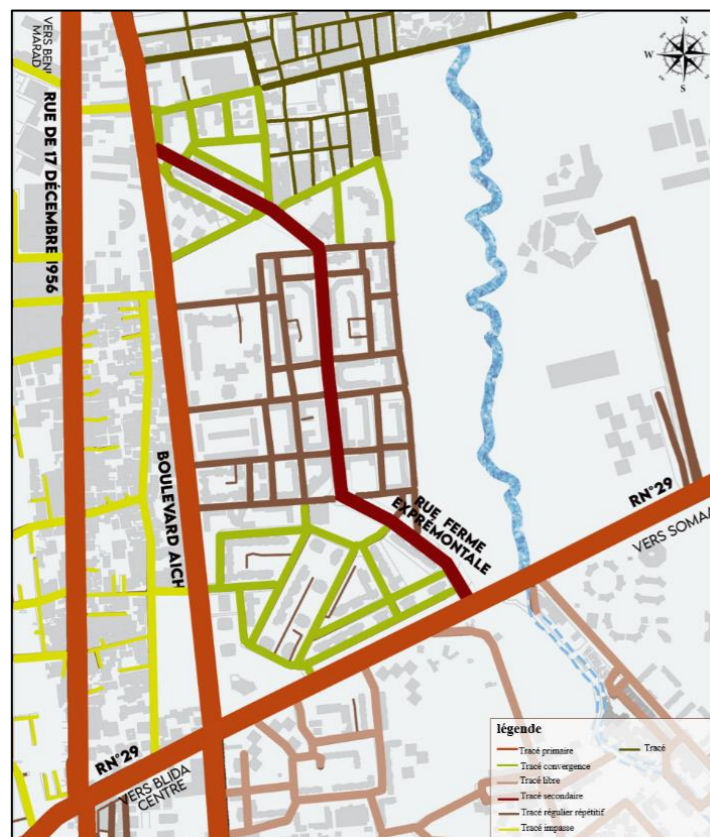 VERS BENI
MARAD
N
W
E
S
RUE DE 17 DÉCEMBRE 1956
BOULEVARD AICH
RUE FERME
EXPRÉMONTALE
RN°29
VERS SOMAA
RN°29
VERS BLIDA
CENTRE
légende
Tracé primaire
Tracé convergence
Tracé libre
Tracé secondaire
Tracé régulier répétitif
Tracé impasse
Tracé